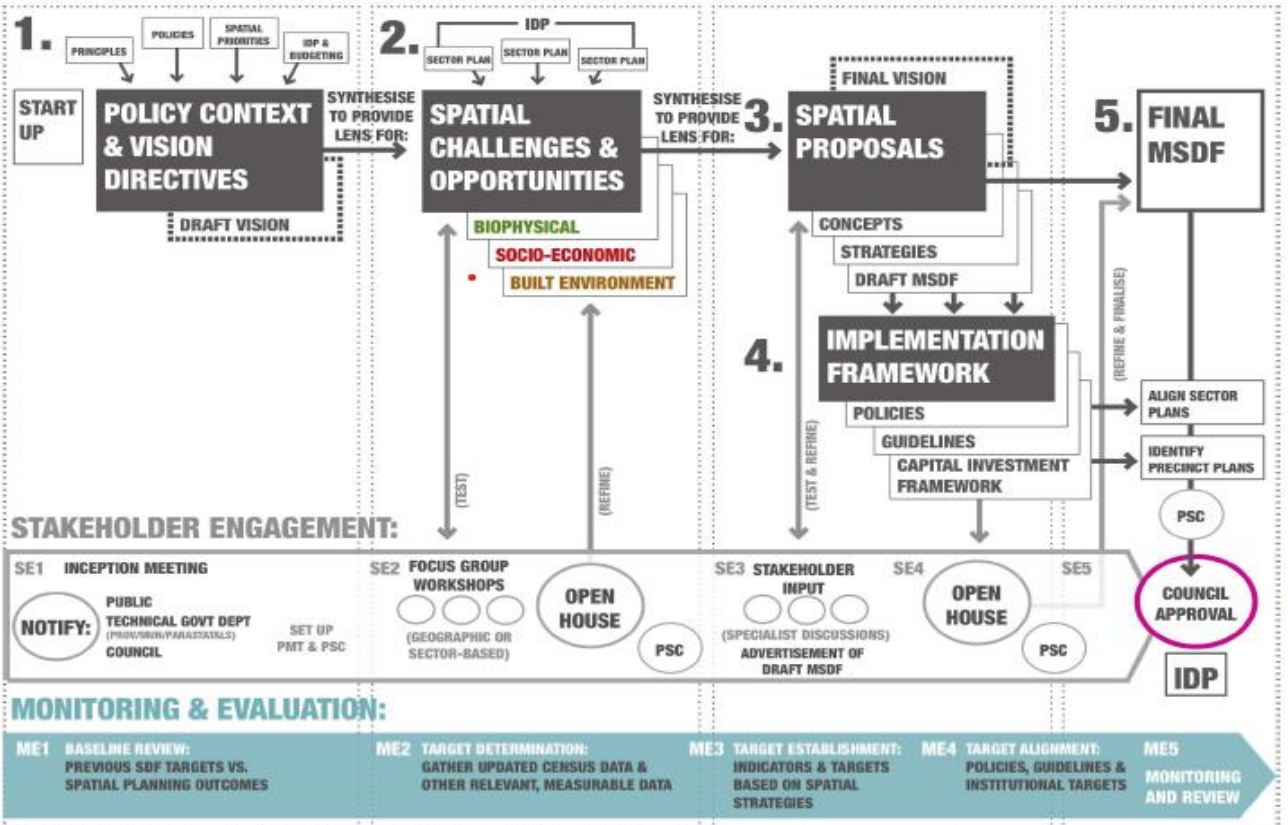 1.
PRINCIPLES
POLICIES
SPATIAL
PRIORITIES
IDP &
BUDGETING
START
UP
POLICY CONTEXT
& VISION
DIRECTIVES
DRAFT VISION
SYNTHESISE
TO PROVIDE
LENS FOR:
2.
IDP
SECTOR PLAN
SECTOR PLAN
SECTOR PLAN
SPATIAL
CHALLENGES &
OPPORTUNITIES
BIOPHYSICAL
SOCIO-ECONOMIC
BUILT ENVIRONMENT
SYNTHESISE
TO PROVIDE
LENS FOR:
3.
FINAL VISION
SPATIAL
PROPOSALS
CONCEPTS
STRATEGIES
DRAFT MSDF
4.
IMPLEMENTATION
FRAMEWORK
POLICIES
GUIDELINES
CAPITAL INVESTMENT
FRAMEWORK
5.
FINAL
MSDF
ALIGN SECTOR
PLANS
IDENTIFY
PRECINCT PLANS
PSC
(TEST)
(REFINE)
(TEST & REFINE)
(REFINE & FINALISE)
STAKEHOLDER ENGAGEMENT:
SE1 INCEPTION MEETING
NOTIFY:
PUBLIC
TECHNICAL GOVT DEPT
(PROV/MUN/PARASTATALS)
COUNCIL
SET UP
PMT & PSC
SE2 FOCUS GROUP
WORKSHOPS
(GEOGRAPHIC OR
SECTOR-BASED)
OPEN
HOUSE
PSC
SE3 STAKEHOLDER
INPUT
(SPECIALIST DISCUSSIONS)
ADVERTISEMENT OF
DRAFT MSDF
SE4
OPEN
HOUSE
PSC
SE5
COUNCIL
APPROVAL
IDP
MONITORING & EVALUATION:
ME1 BASELINE REVIEW:
PREVIOUS SDF TARGETS VS.
SPATIAL PLANNING OUTCOMES
ME2 TARGET DETERMINATION:
GATHER UPDATED CENSUS DATA &
OTHER RELEVANT, MEASURABLE DATA
ME3 TARGET ESTABLISHMENT:
INDICATORS & TARGETS
BASED ON SPATIAL
STRATEGIES
ME4 TARGET ALIGNMENT:
POLICIES, GUIDELINES &
INSTITUTIONAL TARGETS
ME5
MONITORING
AND REVIEW